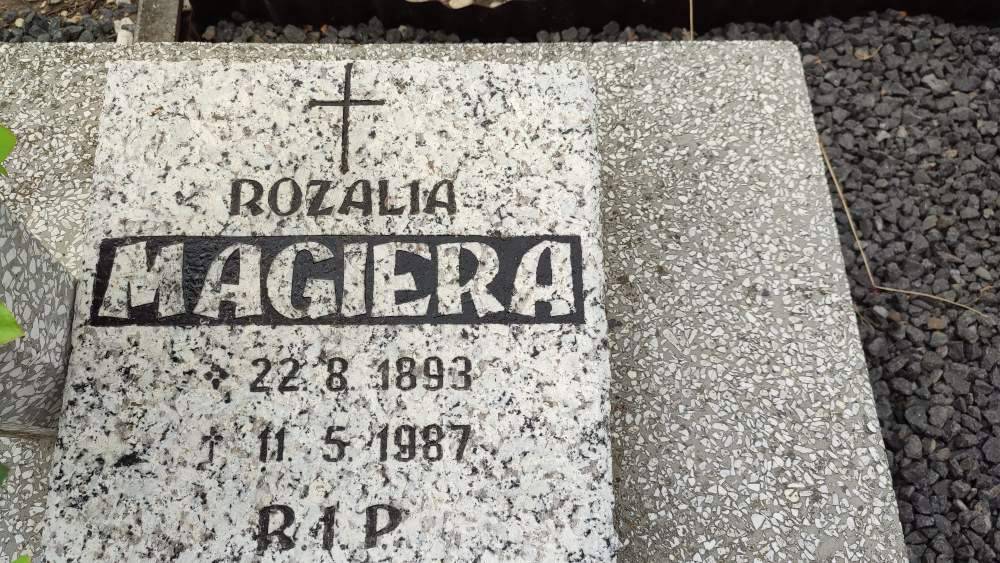 ROZALIA
MAGIERA
22.8.1893
† 11.5.1987
R.I.P.